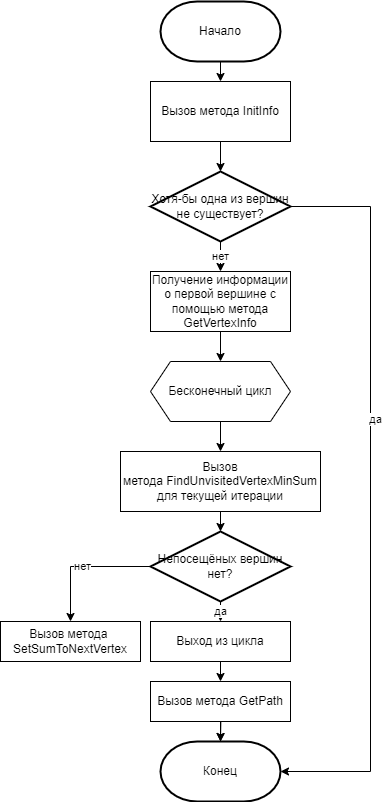 Начало
Вызов метода InitInfo
Хотя-бы одна из вершин
не существует?
нет
Получение информации
о первой вершине с
помощью метода
GetVertexInfo
Бесконечный цикл
да
Вызов
метода FindUnvisitedVertexMinSum
для текущей итерации
Непосещёных вершин
нет?
нет
да
Вызов метода
SetSumToNextVertex
Выход из цикла
Вызов метода GetPath
Конец